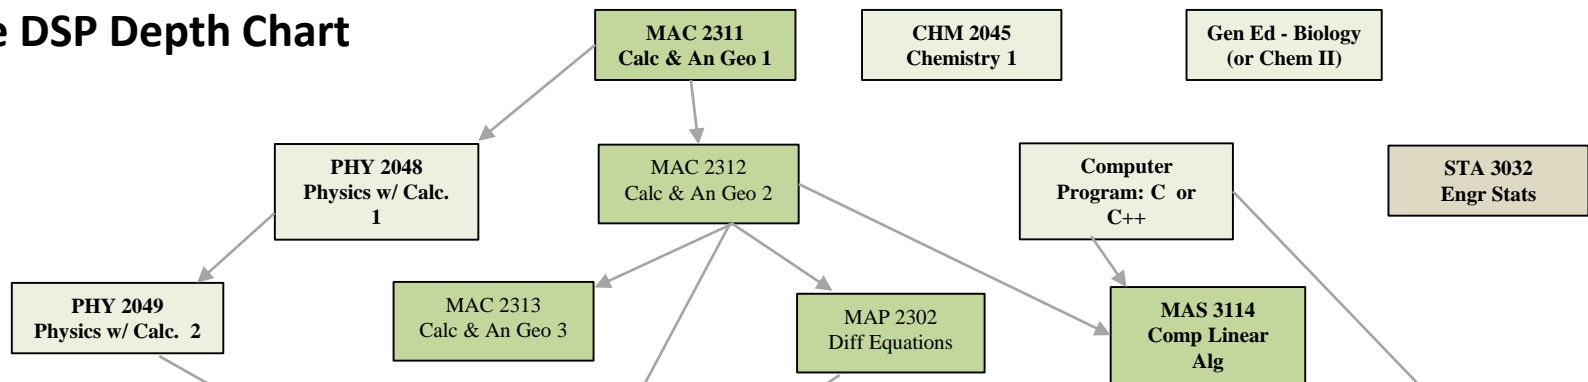 e DSP Depth Chart
MAC 2311
Calc & An Geo 1
CHM 2045
Chemistry 1
Gen Ed - Biology
(or Chem II)
PHY 2048
Physics w/ Calc.
1
MAC 2312
Calc & An Geo 2
Computer
Program: C or
C++
STA 3032
Engr Stats
PHY 2049
Physics w/ Calc. 2
MAC 2313
Calc & An Geo 3
MAP 2302
Diff Equations
MAS 3114
Comp Linear
Alg